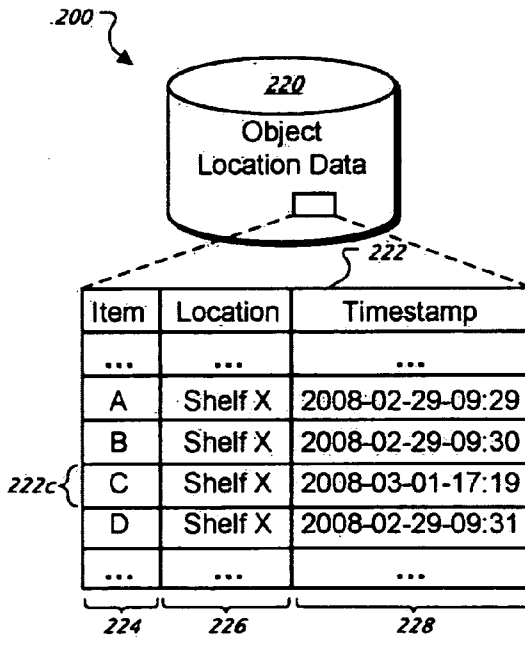 200
220
Object
Location Data
222
Item Location Timestamp
... ... ...
A Shelf X 2008-02-29-09:29
B Shelf X 2008-02-29-09:30
222c C Shelf X 2008-03-01-17:19
D Shelf X 2008-02-29-09:31
... ... ...
224 226 228